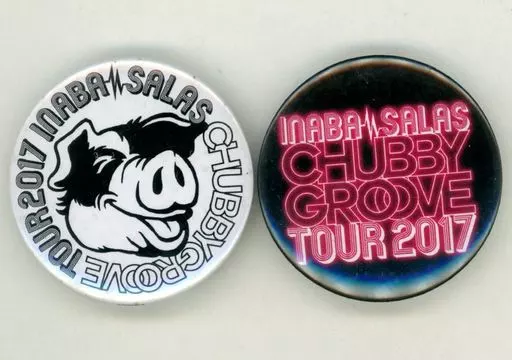 INABA SALAS
CHUBBY GROOVE
TOUR 2017
INABA SALAS
CHUBBY
GROOVE
TOUR 2017